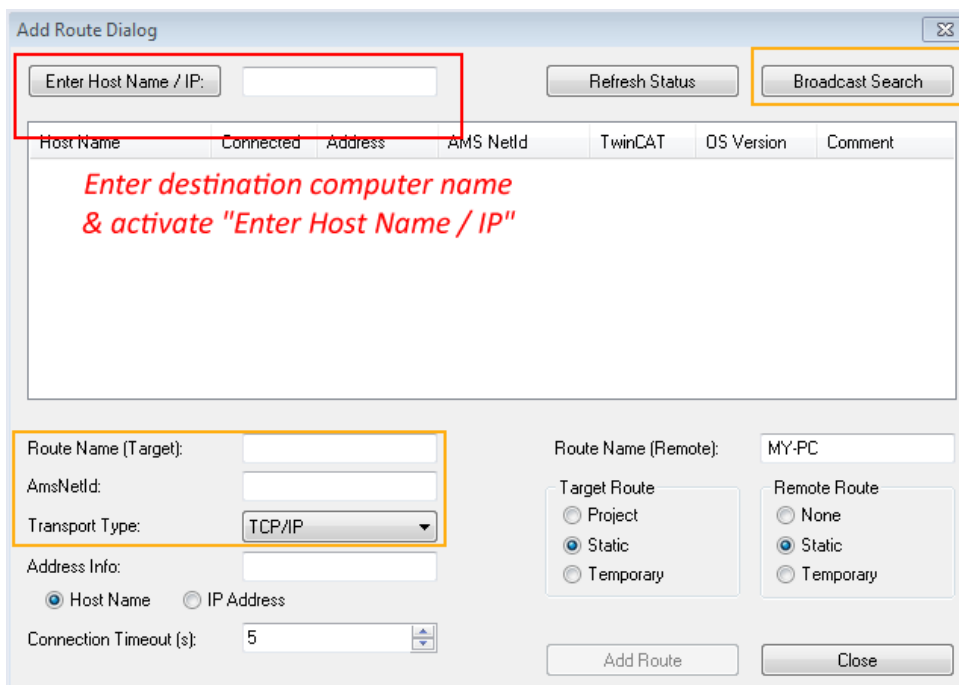 Add Route Dialog
Enter Host Name / IP:
Refresh Status
Broadcast Search
Host Name Connected Address AMS NetId TwinCAT OS Version Comment
Enter destination computer name
& activate "Enter Host Name / IP"
Route Name (Target):
AmsNetId:
Transport Type: TCP/IP
Address Info:
Host Name IP Address
Connection Timeout (s): 5
Route Name (Remote): MY-PC
Target Route
Project
Static
Temporary
Remote Route
None
Static
Temporary
Add Route
Close